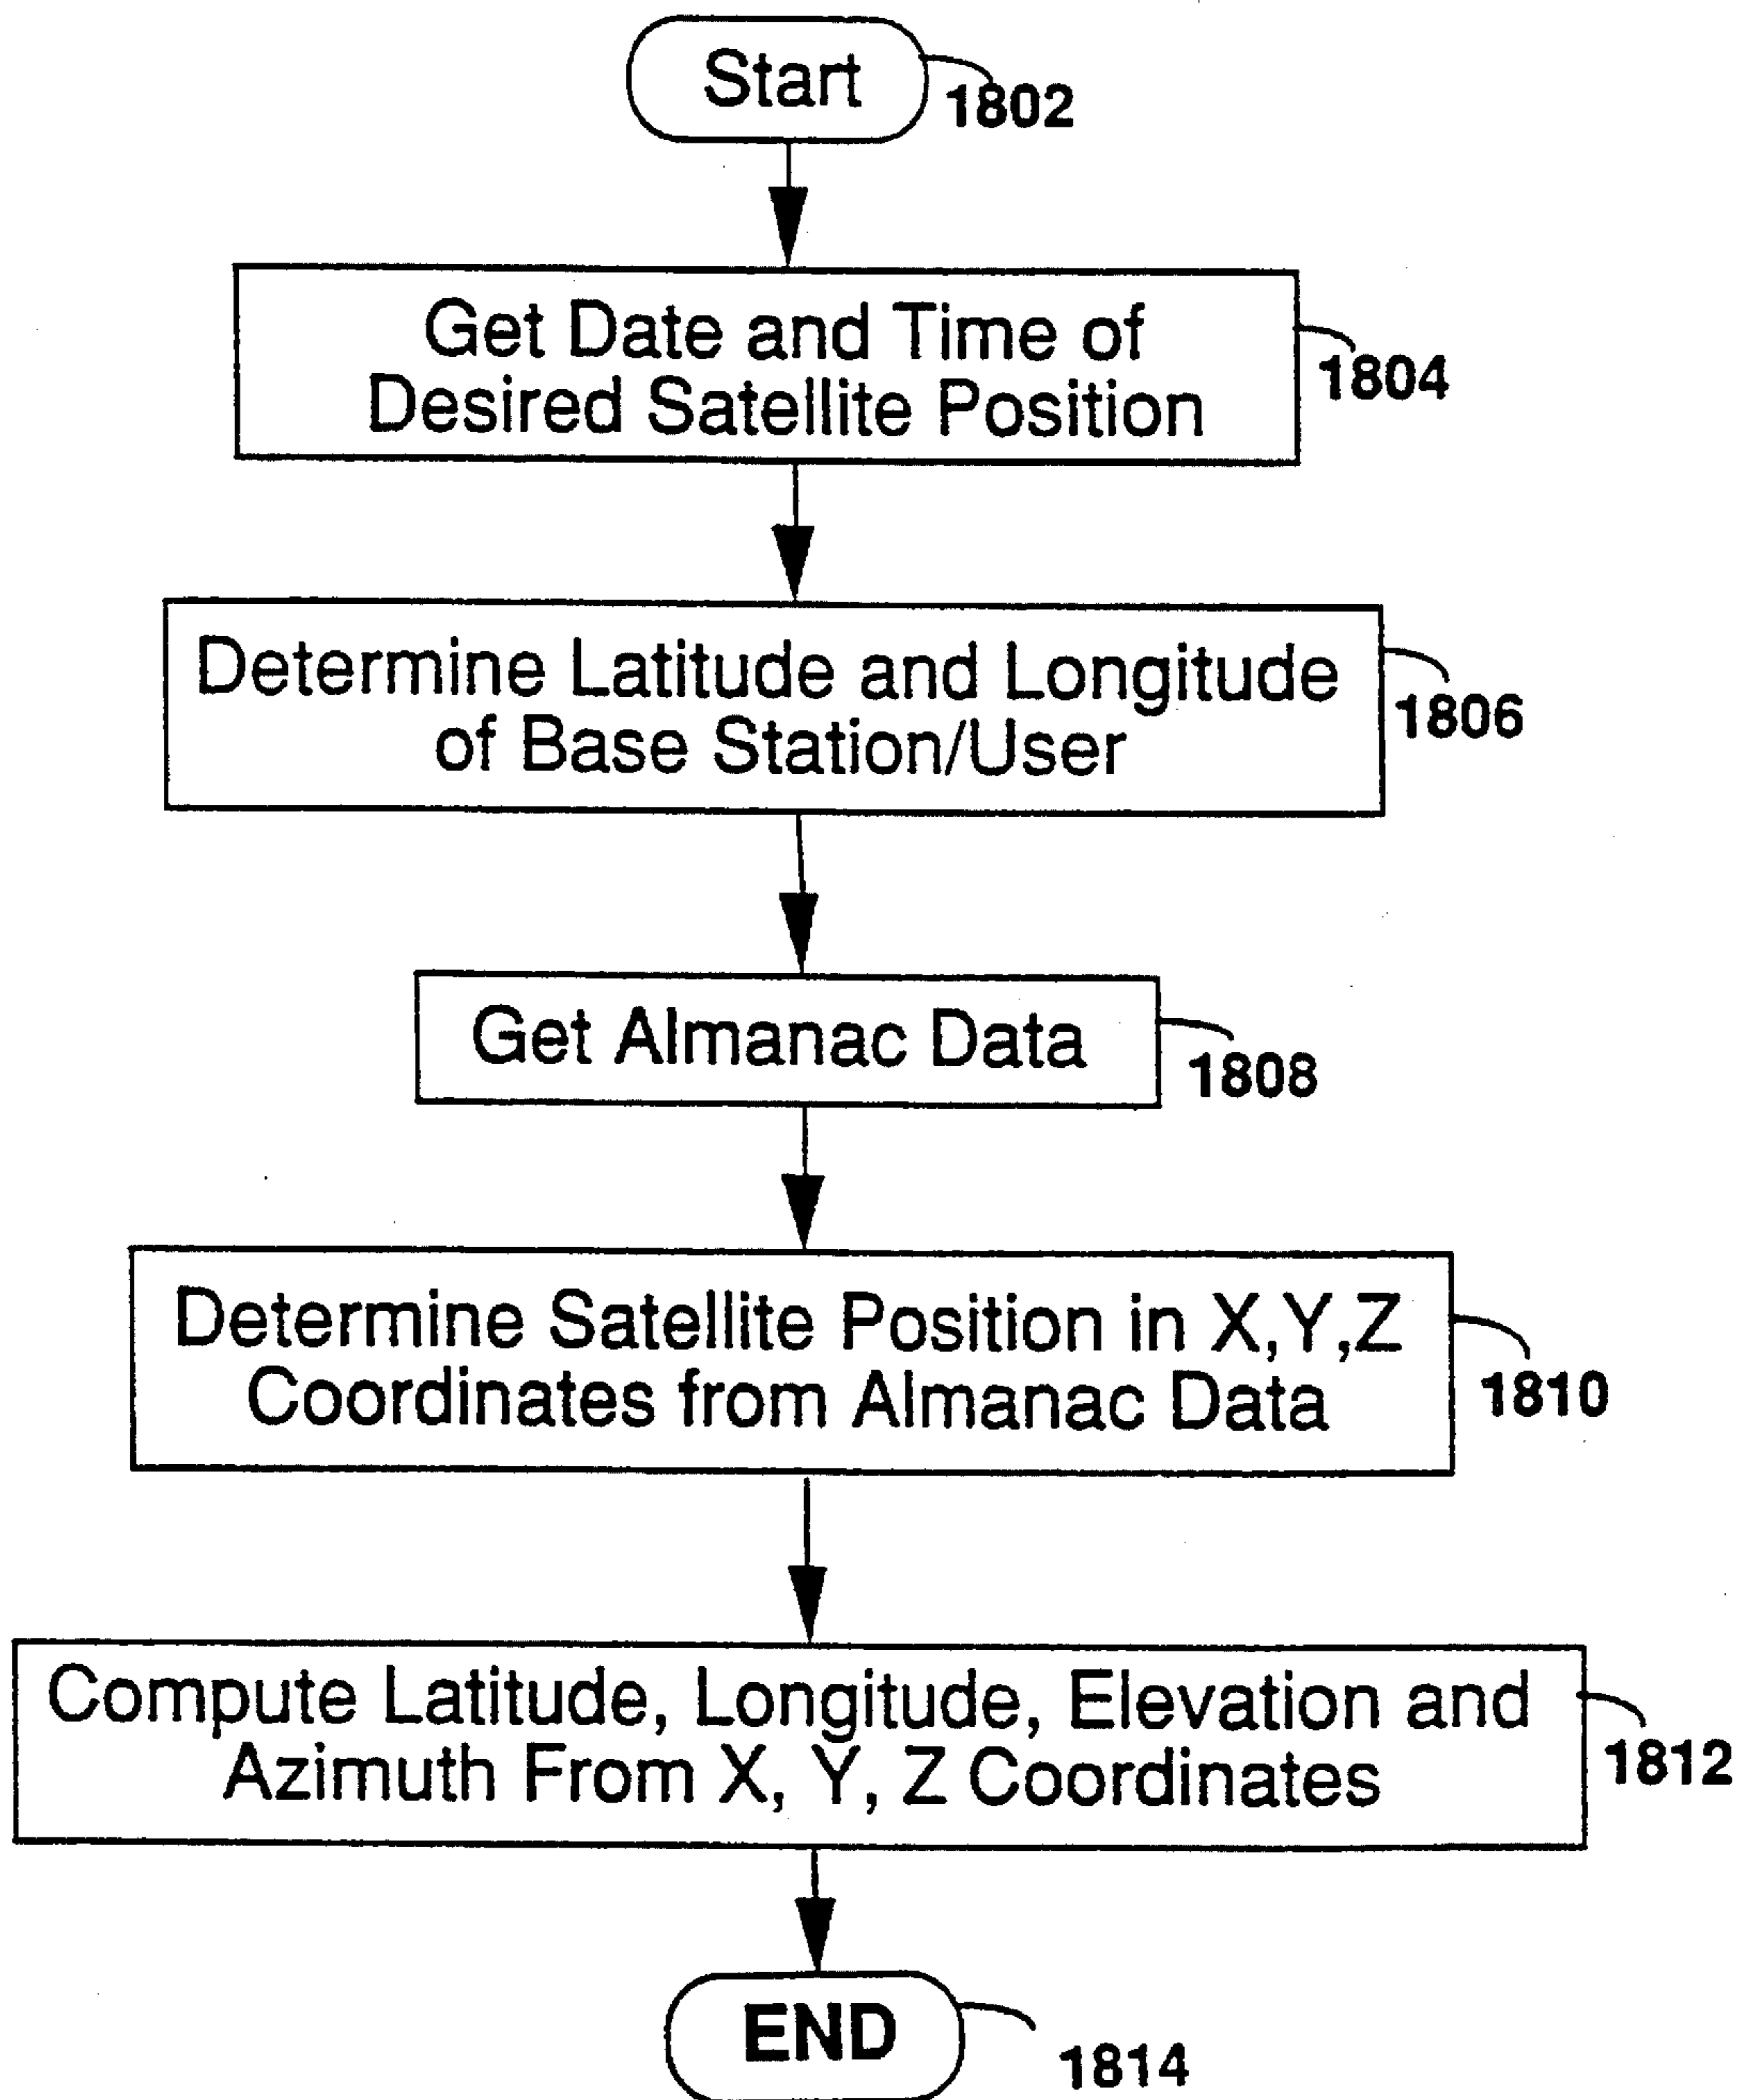 Start
1802
Get Date and Time of
Desired Satellite Position
1804
Determine Latitude and Longitude
of Base Station/User
1806
Get Almanac Data
1808
Determine Satellite Position in X,Y,Z
Coordinates from Almanac Data
1810
Compute Latitude, Longitude, Elevation and
Azimuth From X, Y, Z Coordinates
1812
END
1814